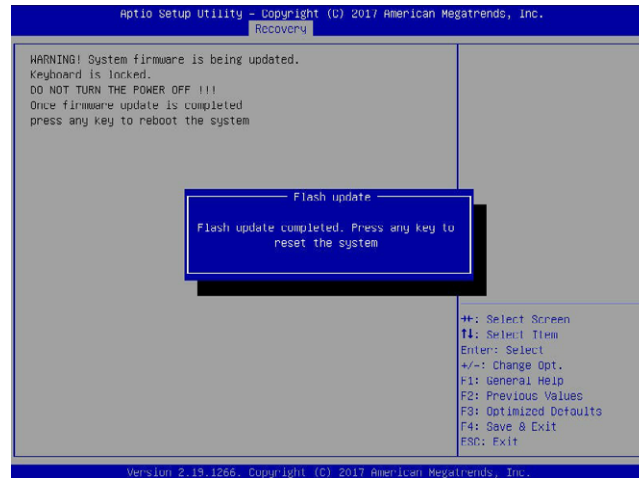 Aptio Setup Utility – Copyright (C) 2017 American Megatrends, Inc.
Recovery
WARNING! System firmware is being updated.
Keyboard is locked.
DO NOT TURN THE POWER OFF !!!
Once firmware update is completed
press any key to reboot the system
Flash update
Flash update completed. Press any key to
reset the system
→←: Select Screen
↑↓: Select Item
Enter: Select
+/-: Change Opt.
F1: General Help
F2: Previous Values
F3: Optimized Defaults
F4: Save & Exit
ESC: Exit
Version 2.19.1266. Copyright (C) 2017 American Megatrends, Inc.